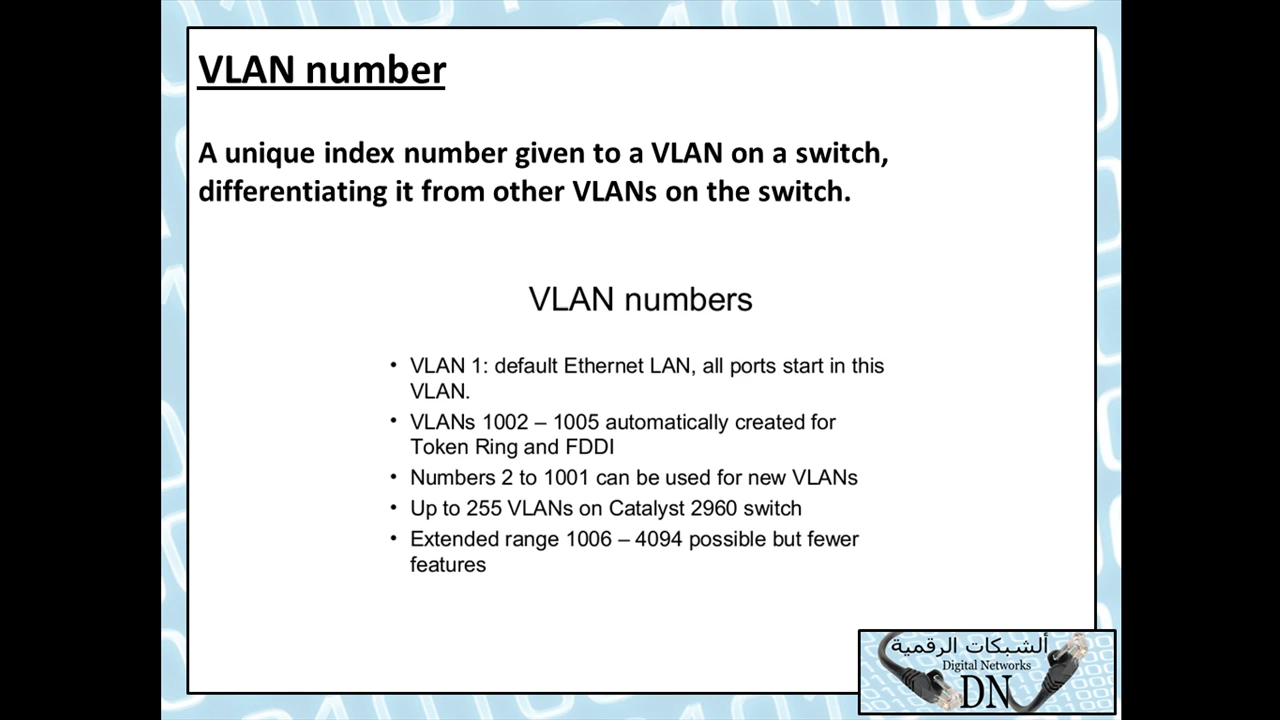 VLAN number
A unique index number given to a VLAN on a switch,
differentiating it from other VLANs on the switch.
VLAN numbers
• VLAN 1: default Ethernet LAN, all ports start in this
VLAN.
• VLANs 1002 – 1005 automatically created for
Token Ring and FDDI
• Numbers 2 to 1001 can be used for new VLANs
• Up to 255 VLANs on Catalyst 2960 switch
• Extended range 1006 – 4094 possible but fewer
features
ألشبكات الرقمية
Digital Networks
DN